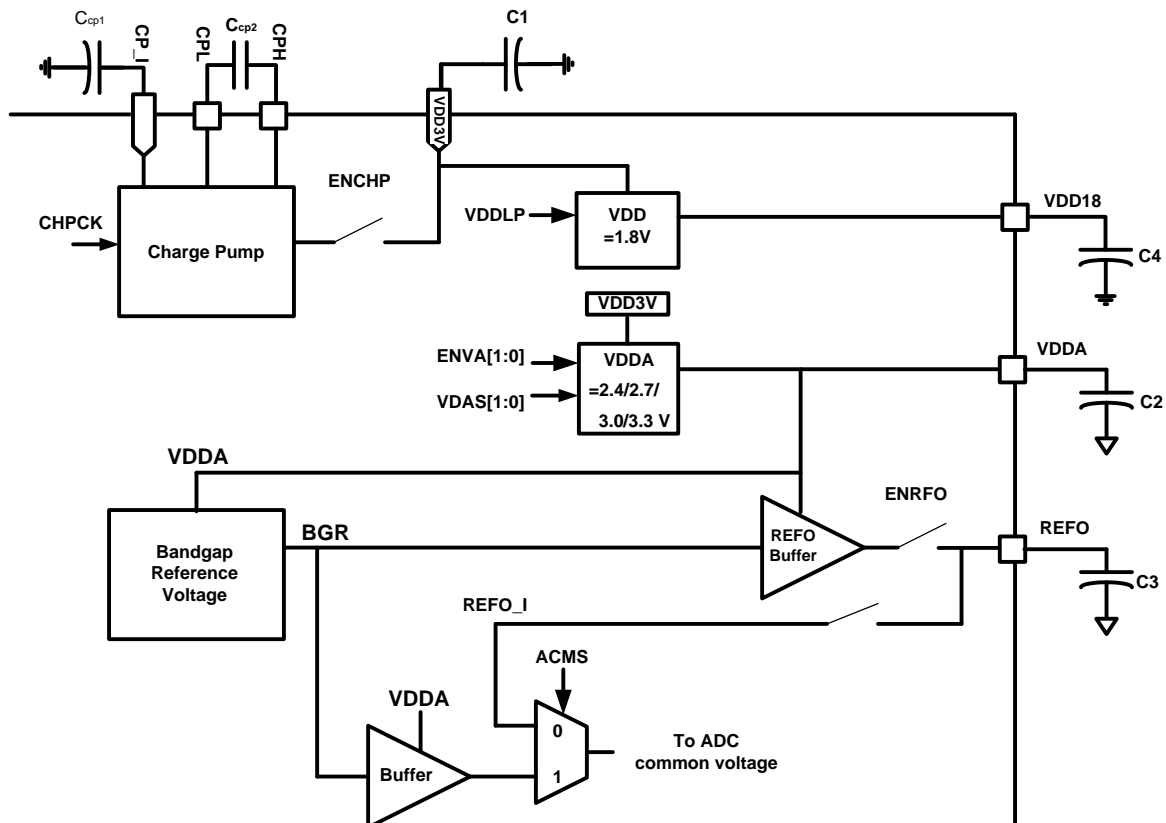 Ccp1
CP_I
CPL
Ccp2
CPH
C1
VDD3V
ENCHP
CHPCK
Charge Pump
VDDLP
VDD
=1.8V
VDD18
C4
VDD3V
ENVA[1:0]
VDAS[1:0]
VDDA
=2.4/2.7/
3.0/3.3 V
VDDA
C2
VDDA
Bandgap
Reference
Voltage
BGR
REFO
Buffer
ENRFO
REFO
C3
REFO_I
ACMS
VDDA
Buffer
0
1
To ADC
common voltage